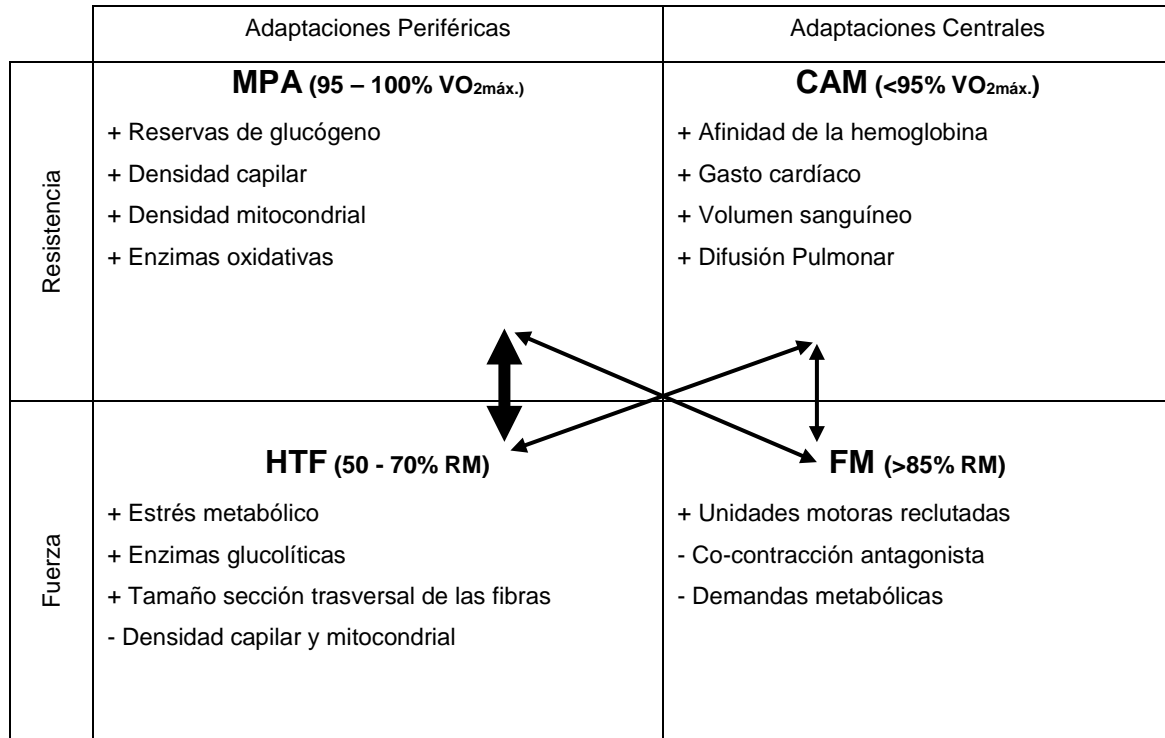 Adaptaciones Periféricas
Adaptaciones Centrales
Resistencia
MPA (95 – 100% VO2máx.)
+ Reservas de glucógeno
+ Densidad capilar
+ Densidad mitocondrial
+ Enzimas oxidativas
CAM (<95% VO2máx.)
+ Afinidad de la hemoglobina
+ Gasto cardíaco
+ Volumen sanguíneo
+ Difusión Pulmonar
Fuerza
HTF (50 - 70% RM)
+ Estrés metabólico
+ Enzimas glucolíticas
+ Tamaño sección trasversal de las fibras
- Densidad capilar y mitocondrial
FM (>85% RM)
+ Unidades motoras reclutadas
- Co-contracción antagonista
- Demandas metabólicas